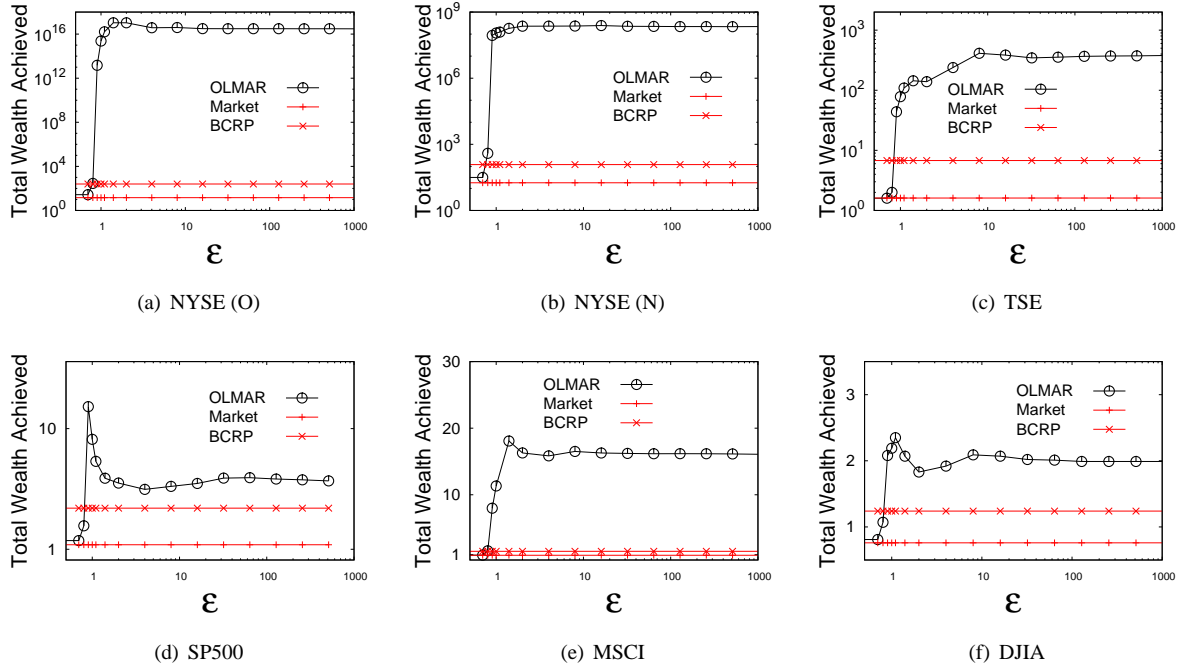 Total Wealth Achieved
10^16
10^12
10^8
10^4
10^0
OLMAR
Market
BCRP
1 10 100 1000
ε
(a) NYSE (O)
Total Wealth Achieved
10^9
10^6
10^3
10^0
OLMAR
Market
BCRP
1 10 100 1000
ε
(b) NYSE (N)
Total Wealth Achieved
10^3
10^2
10^1
10^0
OLMAR
Market
BCRP
1 10 100 1000
ε
(c) TSE
Total Wealth Achieved
10
1
OLMAR
Market
BCRP
1 10 100 1000
ε
(d) SP500
Total Wealth Achieved
30
20
10
1
OLMAR
Market
BCRP
1 10 100 1000
ε
(e) MSCI
Total Wealth Achieved
3
2
1
OLMAR
Market
BCRP
1 10 100 1000
ε
(f) DJIA